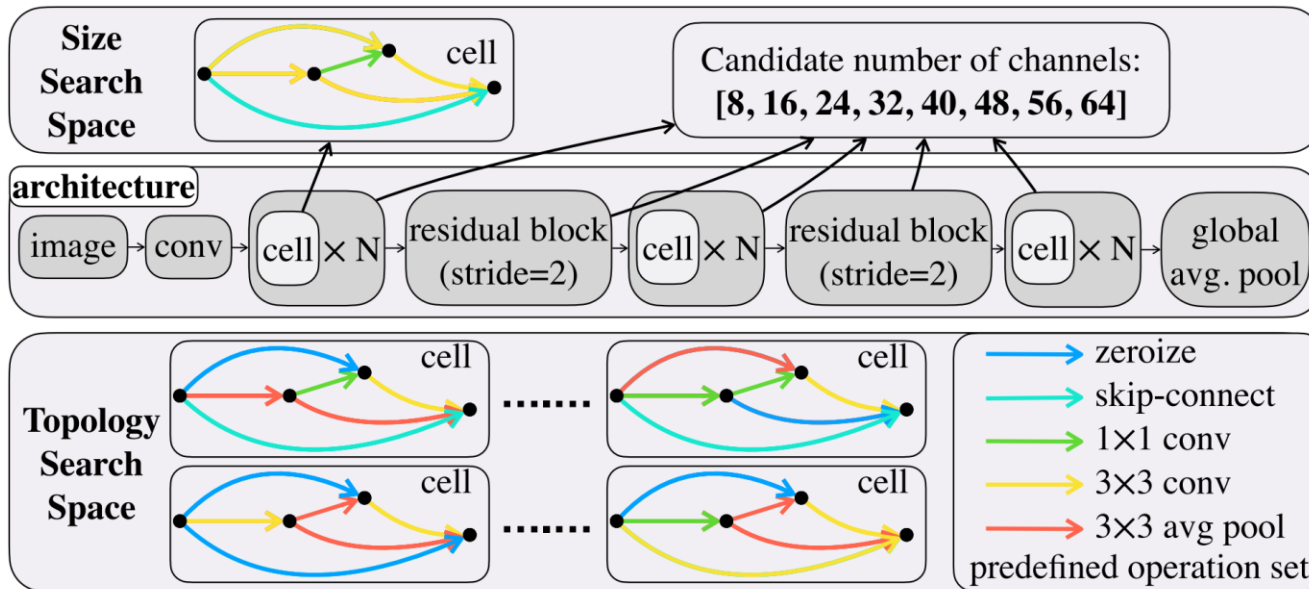 Size
Search
Space
cell
Candidate number of channels:
[8, 16, 24, 32, 40, 48, 56, 64]
architecture
image
conv
cell × N
residual block
(stride=2)
cell × N
residual block
(stride=2)
cell × N
global
avg. pool
Topology
Search
Space
cell
cell
cell
cell
zeroize
skip-connect
1×1 conv
3×3 conv
3×3 avg pool
predefined operation set